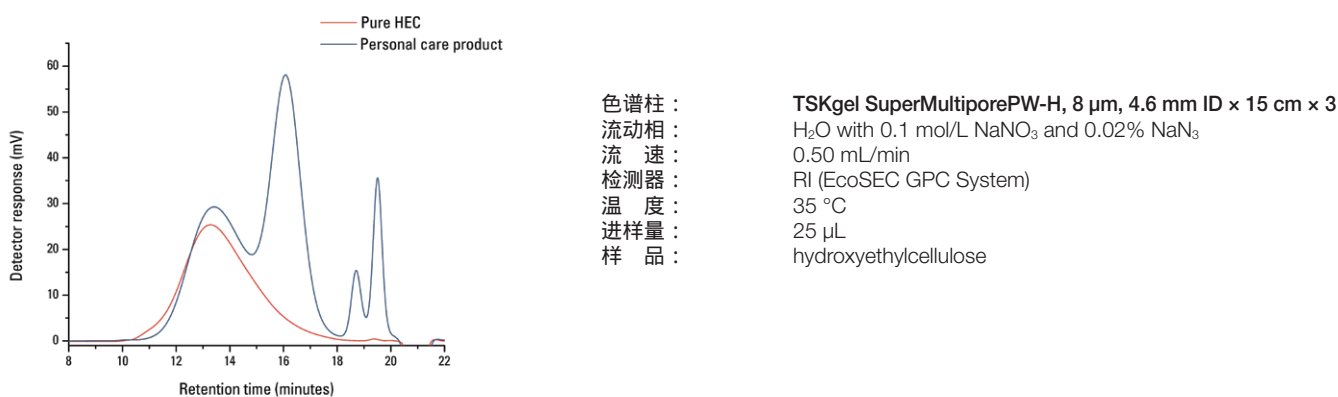 Pure HEC
Personal care product
60
50
40
30
20
10
0
Detector response (mV)
8 10 12 14 16 18 20 22
Retention time (minutes)
色谱柱： TSKgel SuperMultiporePW-H, 8 µm, 4.6 mm ID × 15 cm × 3
流动相： H₂O with 0.1 mol/L NaNO₃ and 0.02% NaN₃
流 速： 0.50 mL/min
检测器： RI (EcoSEC GPC System)
温 度： 35 °C
进样量： 25 µL
样 品： hydroxyethylcellulose